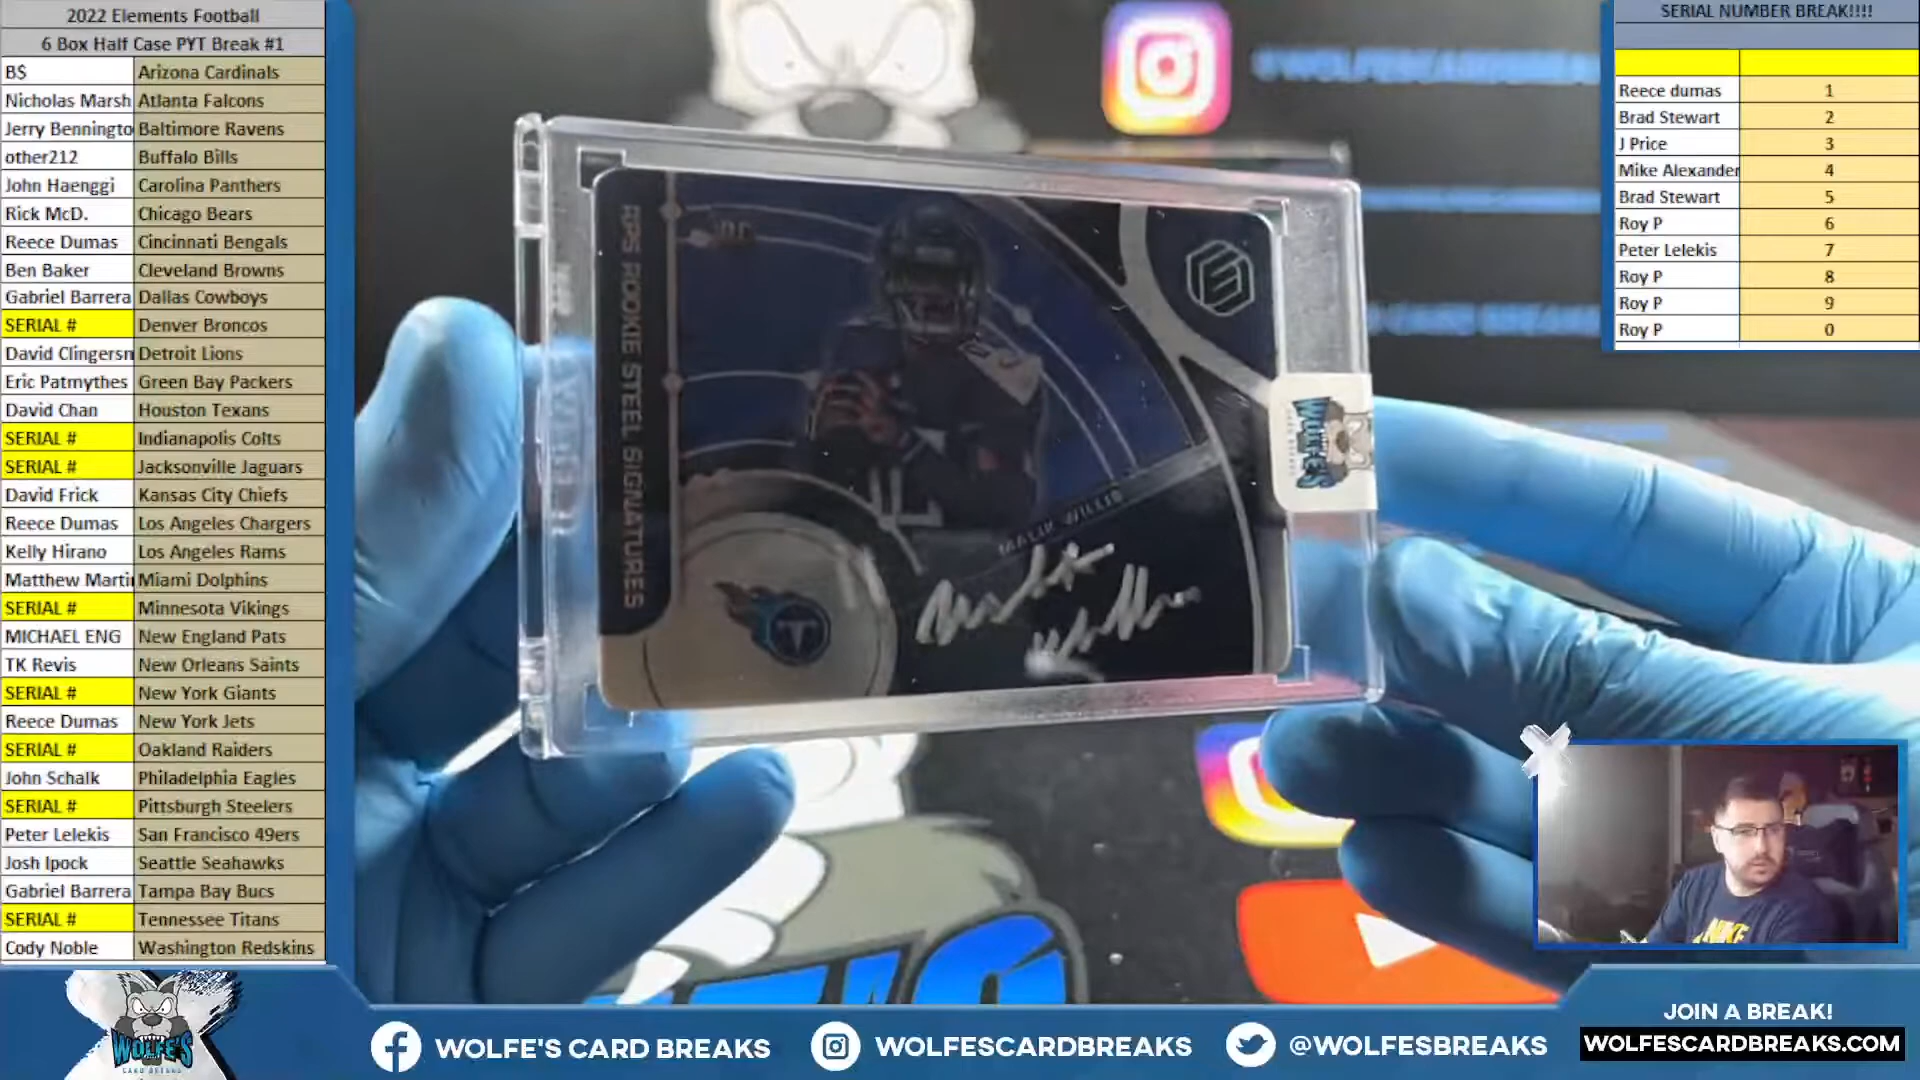 2022 Elements Football
6 Box Half Case PYT Break #1
B$ Arizona Cardinals
Nicholas Marsh Atlanta Falcons
Jerry Benningto Baltimore Ravens
other212 Buffalo Bills
John Haenggi Carolina Panthers
Rick McD. Chicago Bears
Reece Dumas Cincinnati Bengals
Ben Baker Cleveland Browns
Gabriel Barrera Dallas Cowboys
SERIAL # Denver Broncos
David Clingersn Detroit Lions
Eric Patmythes Green Bay Packers
David Chan Houston Texans
SERIAL # Indianapolis Colts
SERIAL # Jacksonville Jaguars
David Frick Kansas City Chiefs
Reece Dumas Los Angeles Chargers
Kelly Hirano Los Angeles Rams
Matthew Marti Miami Dolphins
SERIAL # Minnesota Vikings
MICHAEL ENG New England Pats
TK Revis New Orleans Saints
SERIAL # New York Giants
Reece Dumas New York Jets
SERIAL # Oakland Raiders
John Schalk Philadelphia Eagles
SERIAL # Pittsburgh Steelers
Peter Lelekis San Francisco 49ers
Josh Ipock Seattle Seahawks
Gabriel Barrera Tampa Bay Bucs
SERIAL # Tennessee Titans
Cody Noble Washington Redskins
@WOLFESCARDBREAKS
RPS ROOKIE STEEL SIGNATURES
MALIK WILLIS
WOLFE'S
SERIAL NUMBER BREAK!!!!
Reece dumas 1
Brad Stewart 2
J Price 3
Mike Alexander 4
Brad Stewart 5
Roy P 6
Peter Lelekis 7
Roy P 8
Roy P 9
Roy P 0
NIKE
WOLFE'S
CARD BREAKS
WOLFE'S CARD BREAKS
WOLFESCARDBREAKS
@WOLFESBREAKS
JOIN A BREAK!
WOLFESCARDBREAKS.COM